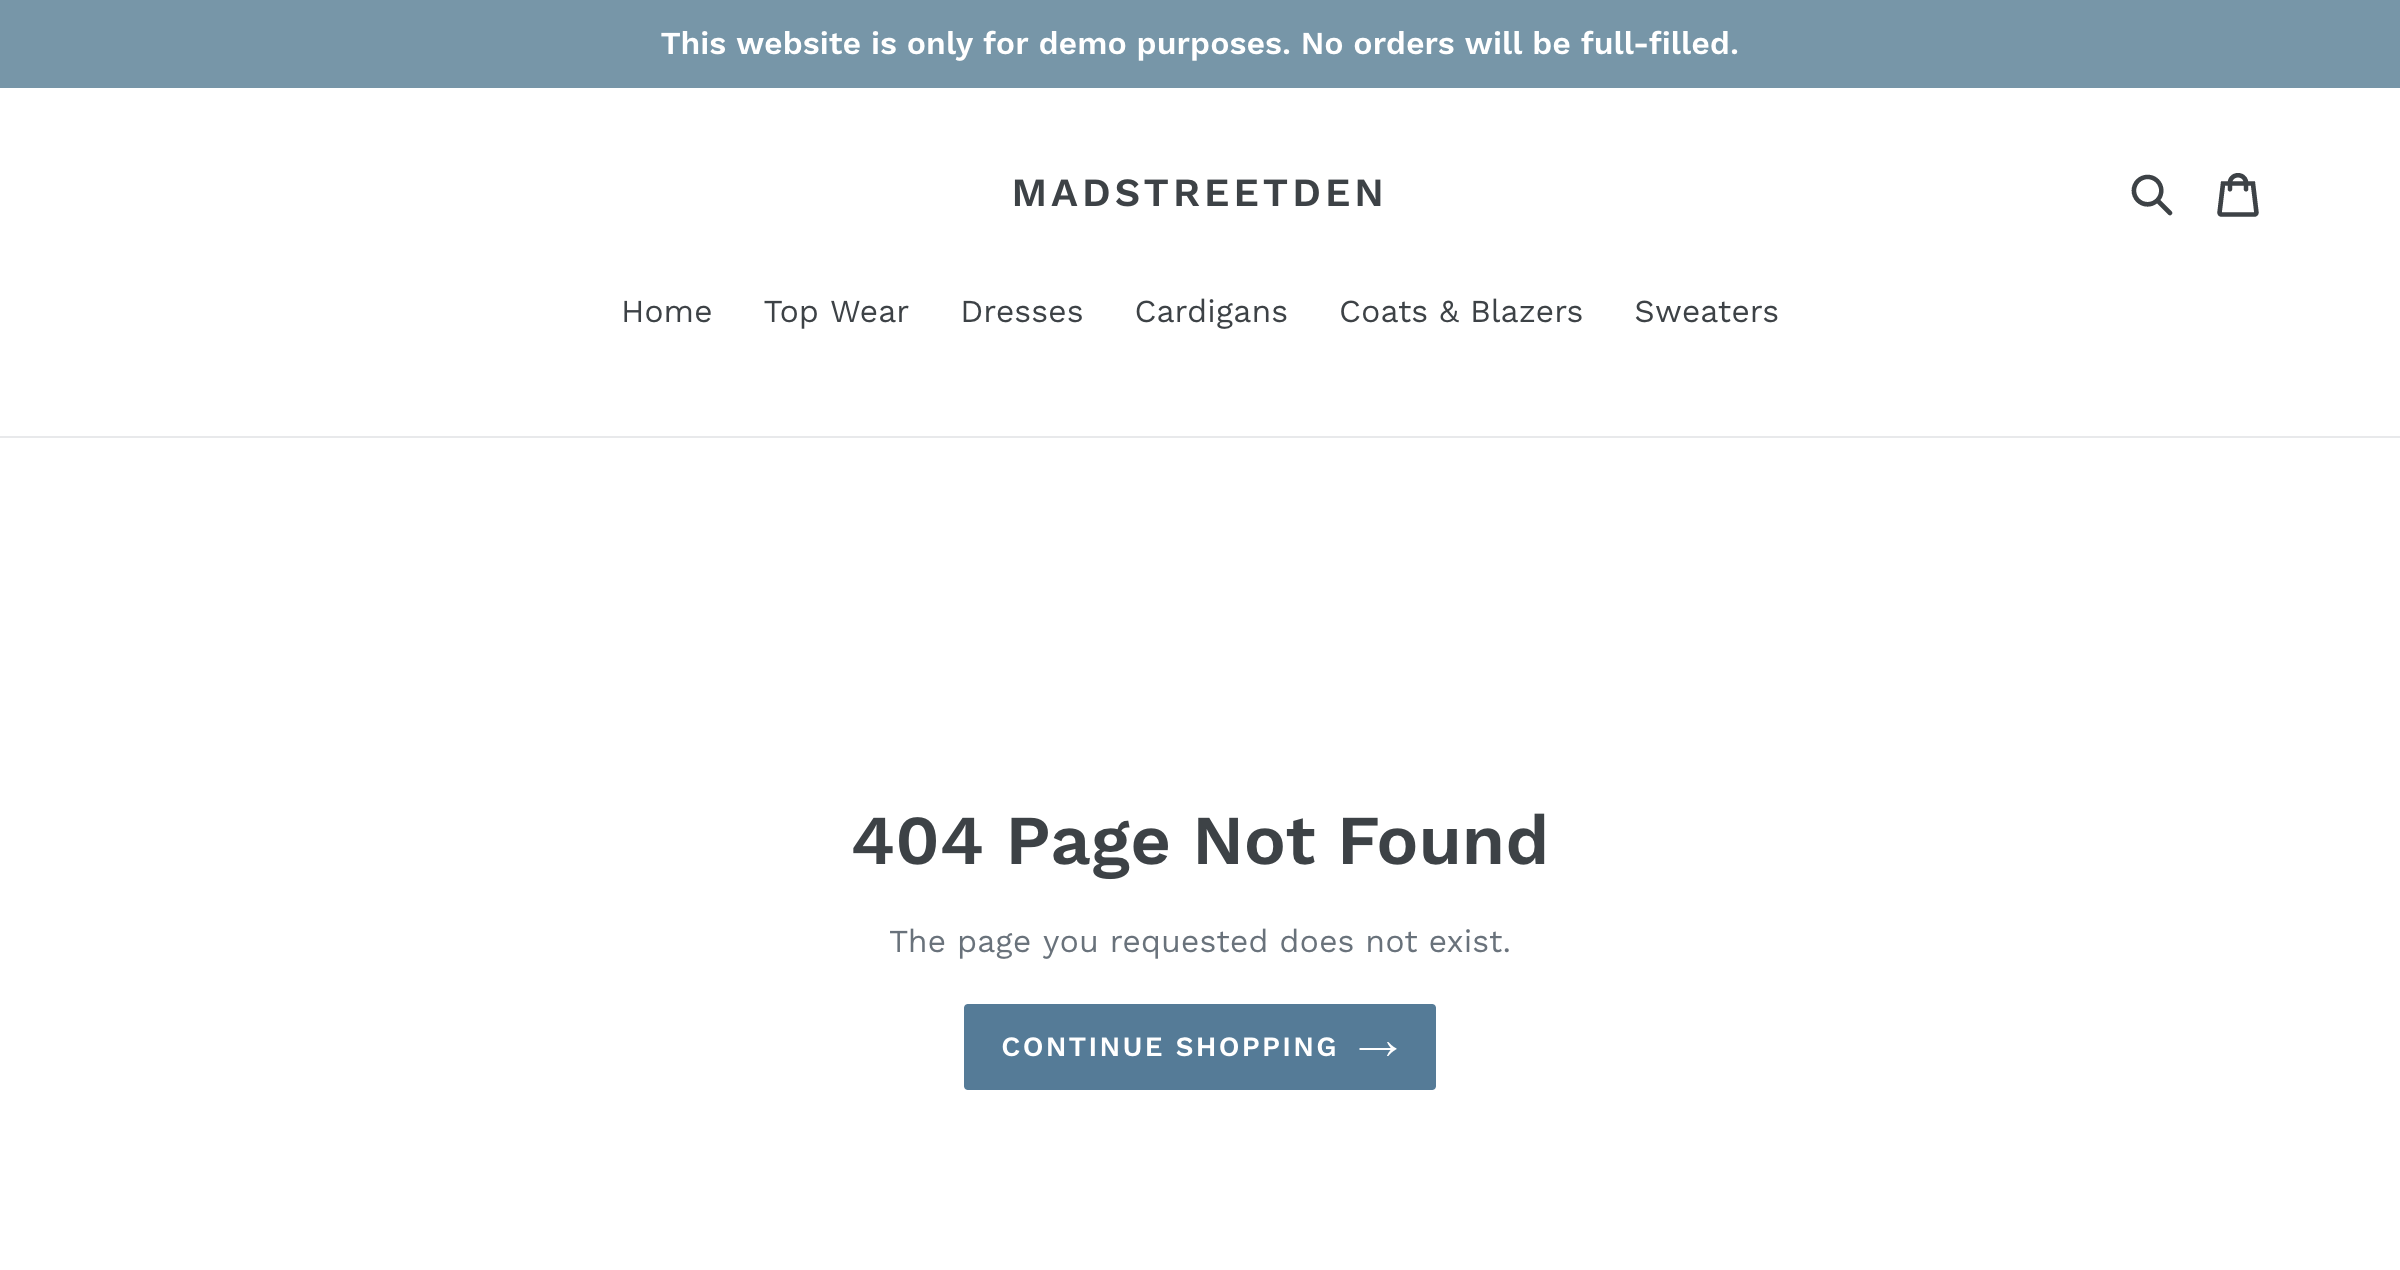 This website is only for demo purposes. No orders will be full-filled.
MADSTREETDEN
Home Top Wear Dresses Cardigans Coats & Blazers Sweaters
404 Page Not Found
The page you requested does not exist.
CONTINUE SHOPPING →